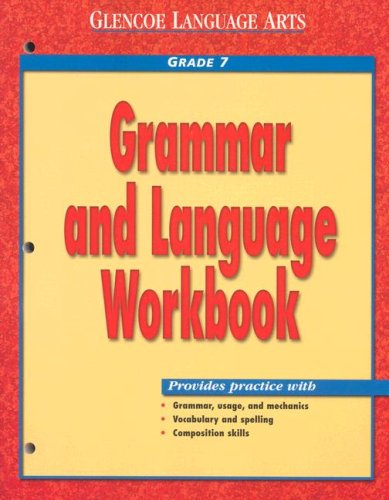 GLENCOE LANGUAGE ARTS
GRADE 7
Grammar
and Language
Workbook
Provides practice with
• Grammar, usage, and mechanics
• Vocabulary and spelling
• Composition skills